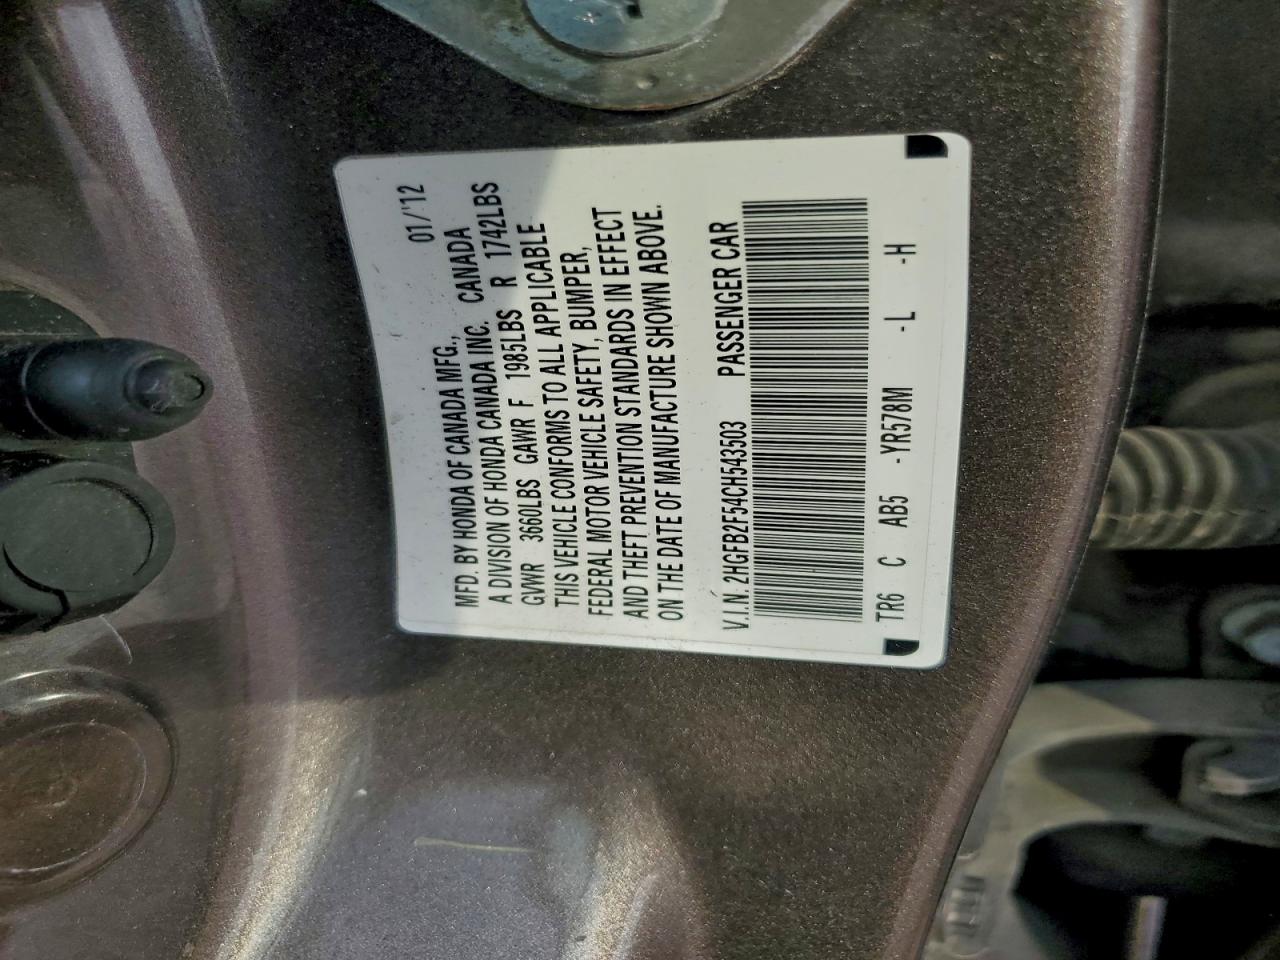 01/'12
MFD. BY HONDA OF CANADA MFG.,
A DIVISION OF HONDA CANADA INC. CANADA
GVWR 3660LBS GAWR F 1985LBS R 1742LBS
THIS VEHICLE CONFORMS TO ALL APPLICABLE
FEDERAL MOTOR VEHICLE SAFETY, BUMPER,
AND THEFT PREVENTION STANDARDS IN EFFECT
ON THE DATE OF MANUFACTURE SHOWN ABOVE.
V.I.N. 2HGFB2F54CH543503 PASSENGER CAR
TR6 C AB5 -YR578M -L -H